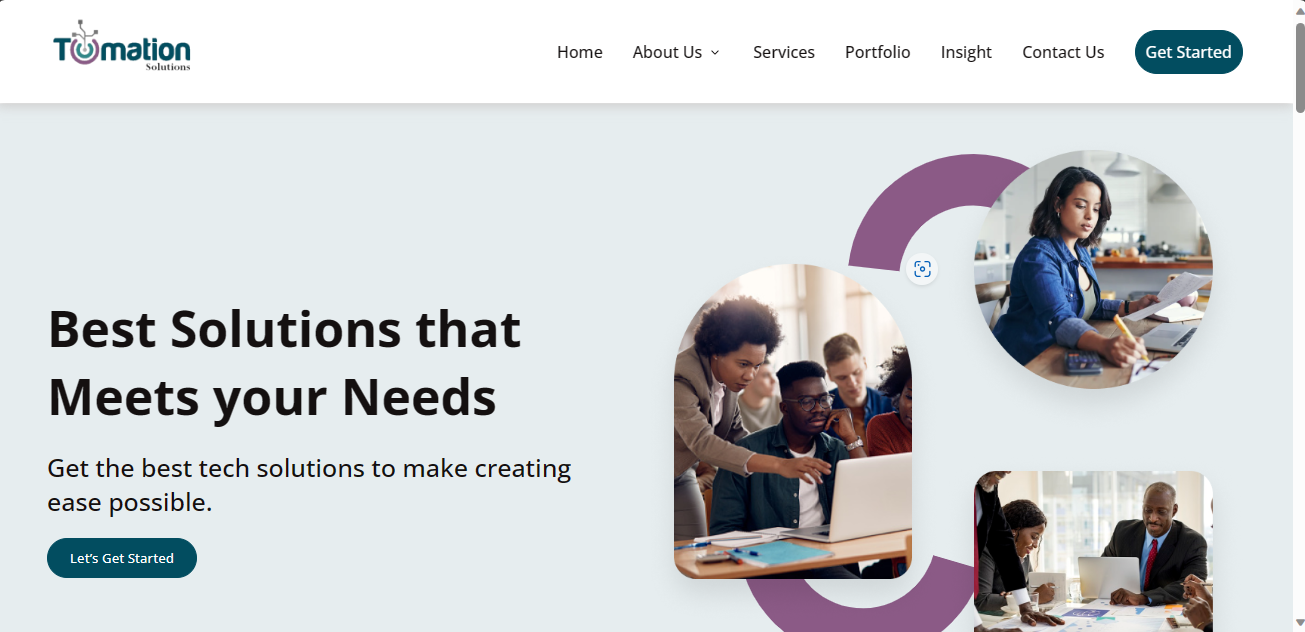 Tomation
Solutions
Home
About Us
Services
Portfolio
Insight
Contact Us
Get Started
Best Solutions that
Meets your Needs
Get the best tech solutions to make creating
ease possible.
Let's Get Started